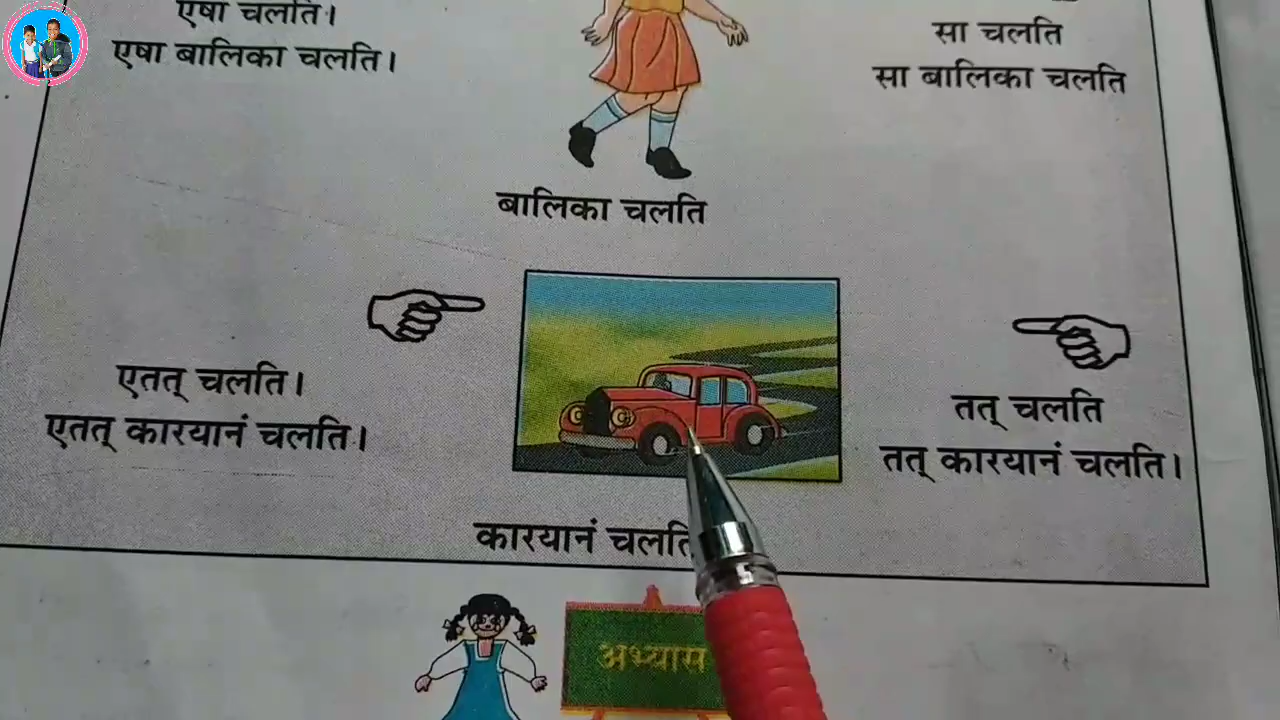 एषा चलति।
एषा बालिका चलति।
सा चलति
सा बालिका चलति
बालिका चलति
एतत् चलति।
एतत् कारयानं चलति।
तत् चलति
तत् कारयानं चलति।
कारयानं चलति
अभ्यास